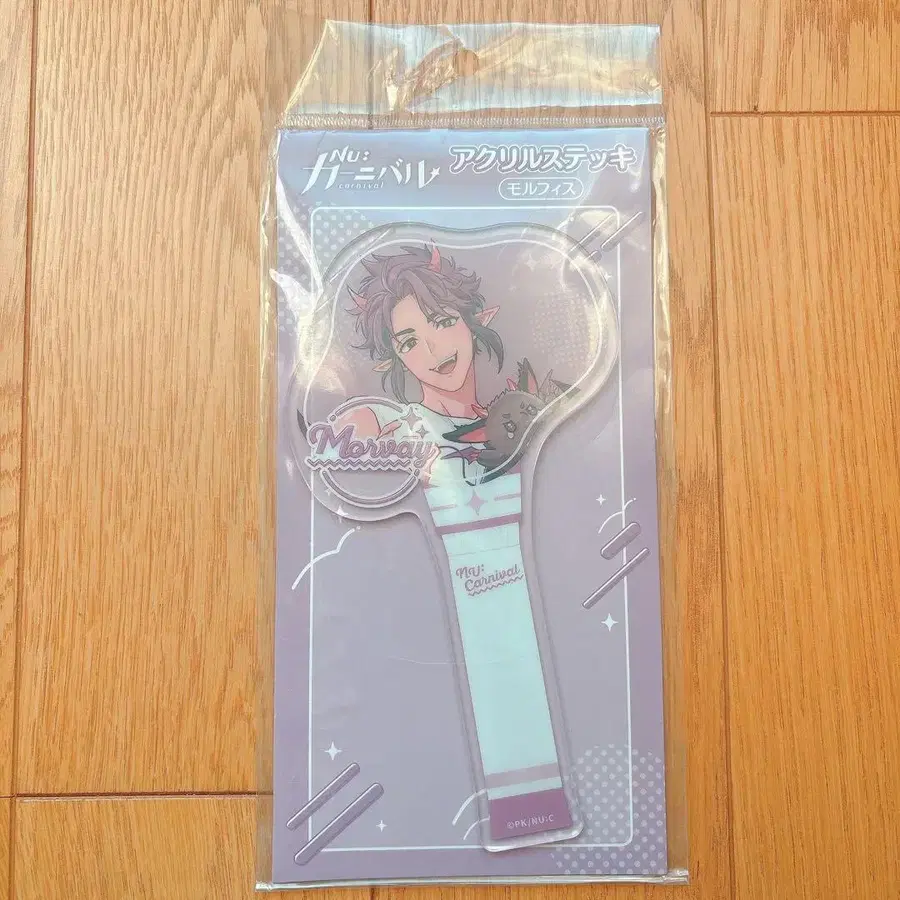 NU:
カーニバル
carnival
アクリルステッキ
モルフィス
Morvay
NU:
Carnival
©PK/NU:C